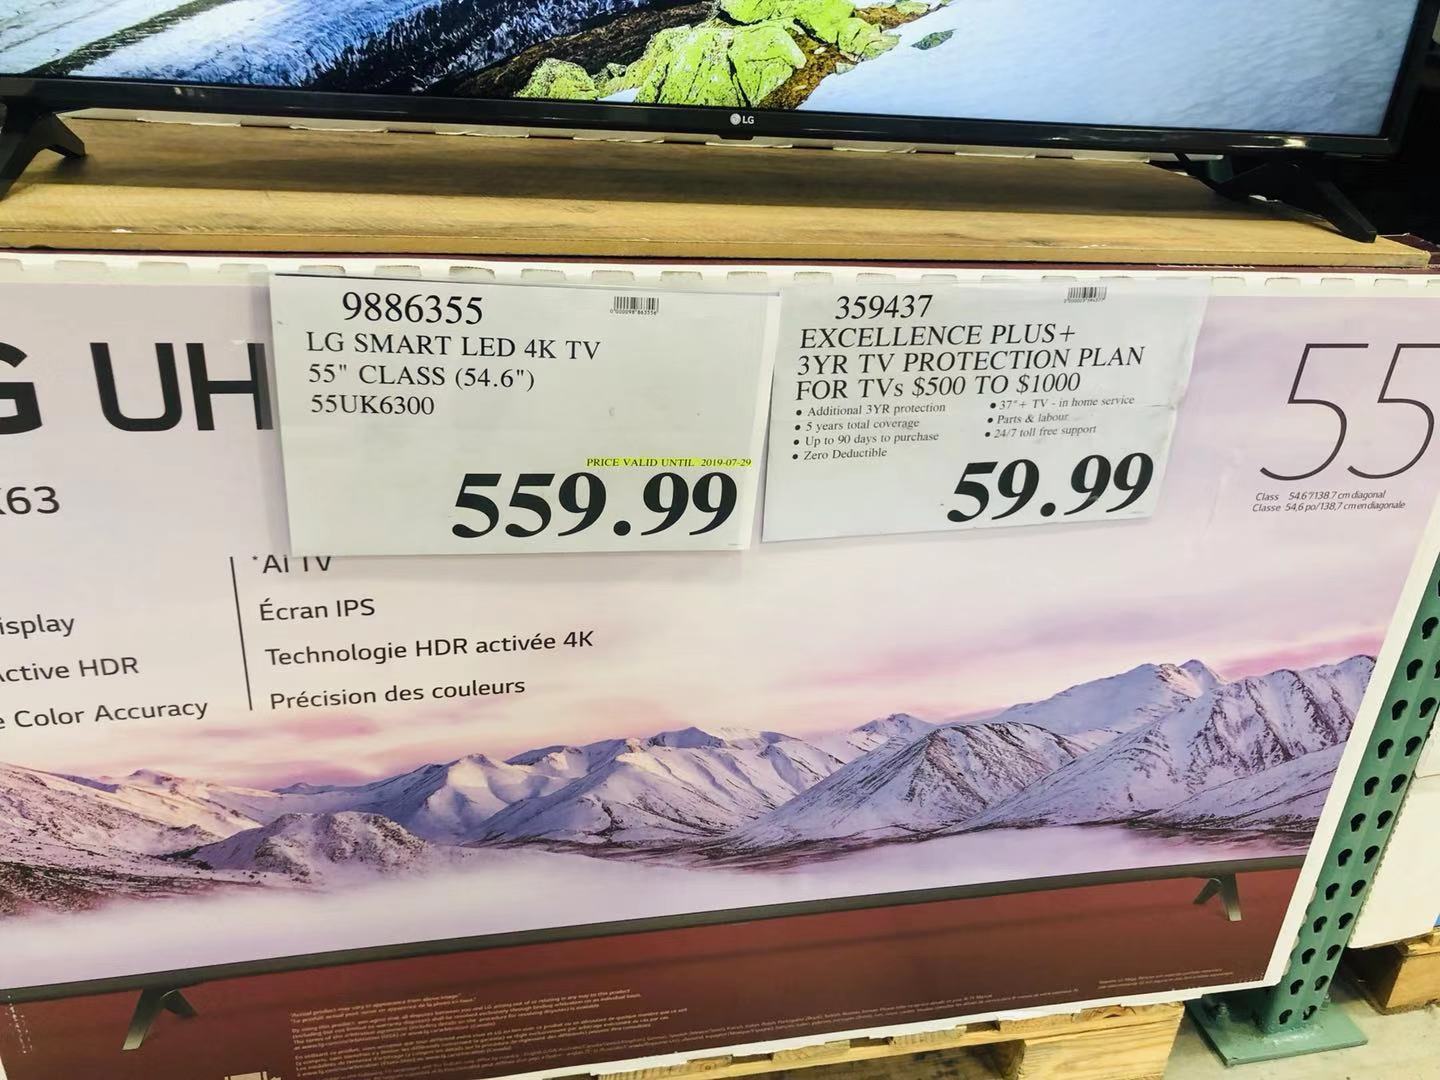 LG
9886355
LG SMART LED 4K TV
55" CLASS (54.6")
55UK6300
PRICE VALID UNTIL 2019-07-29
559.99
359437
EXCELLENCE PLUS+
3YR TV PROTECTION PLAN
FOR TVs $500 TO $1000
• Additional 3YR protection
• 5 years total coverage
• Up to 90 days to purchase
• Zero Deductible
• 37"+ TV - in home service
• Parts & labour
• 24/7 toll free support
59.99
G UH
K63
55
Class 54.6"/138.7 cm diagonal
Classe 54,6 po/138,7 cm en diagonale
isplay
Active HDR
e Color Accuracy
*AI TV
Écran IPS
Technologie HDR activée 4K
Précision des couleurs